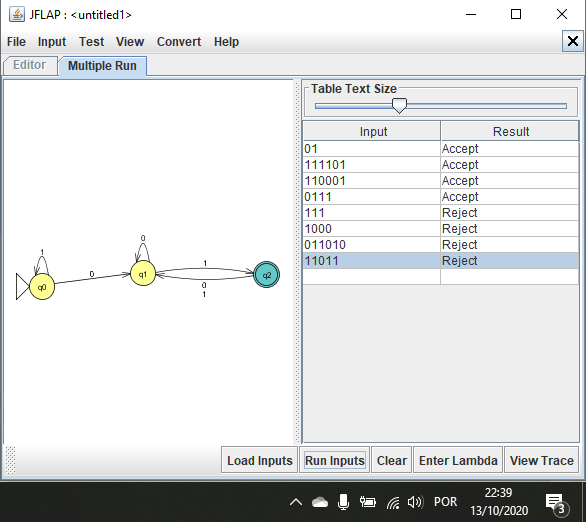 JFLAP : <untitled1>
File Input Test View Convert Help
Editor Multiple Run
Table Text Size
Input Result
01 Accept
111101 Accept
110001 Accept
0111 Accept
111 Reject
1000 Reject
011010 Reject
11011 Reject
1
0
0
1
0
1
q0
q1
q2
Load Inputs Run Inputs Clear Enter Lambda View Trace
POR
22:39
13/10/2020
3